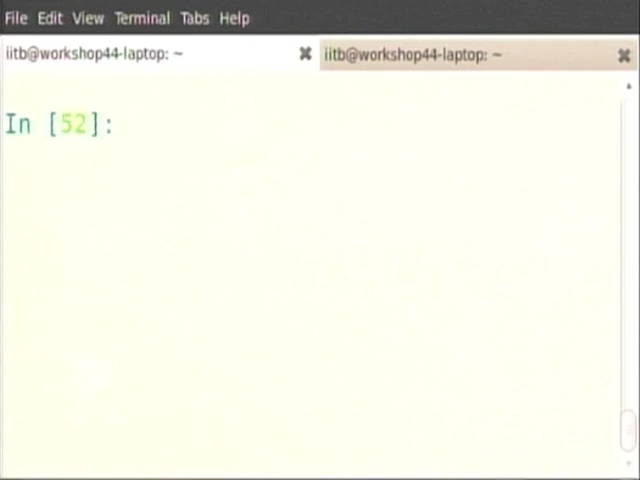 File Edit View Terminal Tabs Help
iitb@workshop44-laptop: ~ iitb@workshop44-laptop: ~
In [52]: